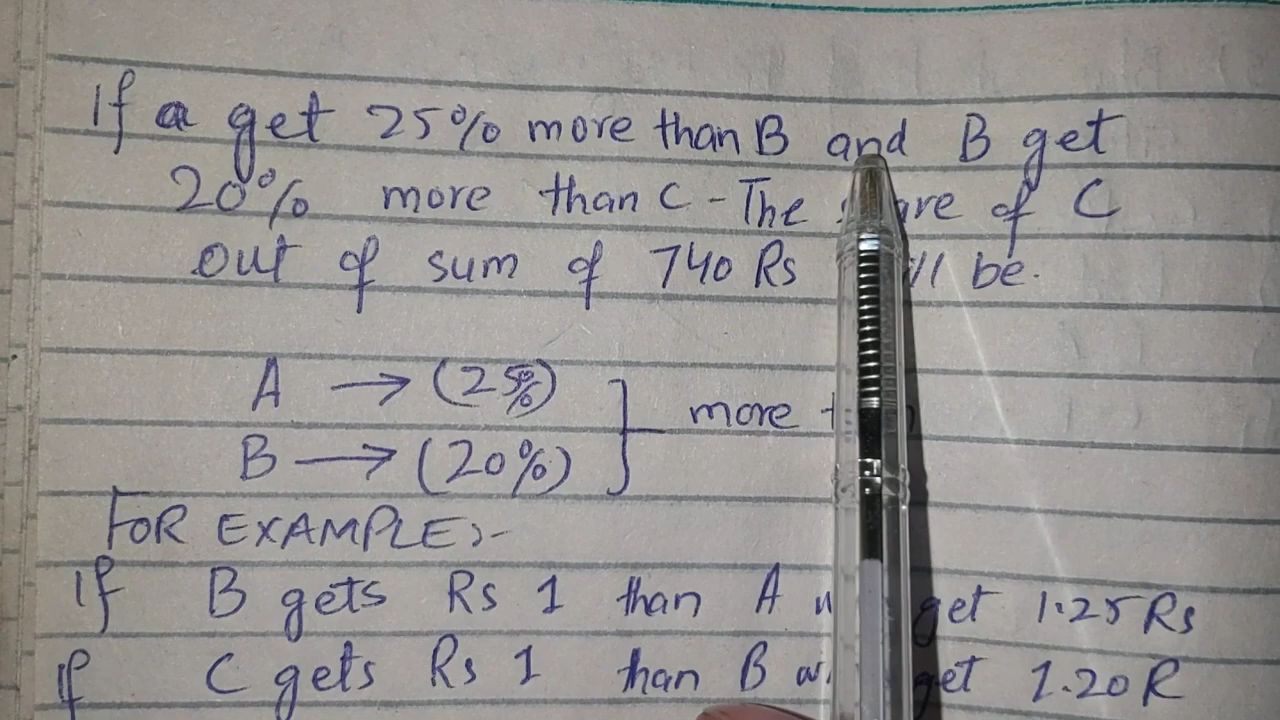 If a get 25% more than B and B get
20% more than C - The of C
out of sum of 740 Rs be.
A → (25%)
B → (20%) } more
FOR EXAMPLE:-
If B gets Rs 1 than A get 1.25 Rs
If C gets Rs 1 than B get 1.20 R